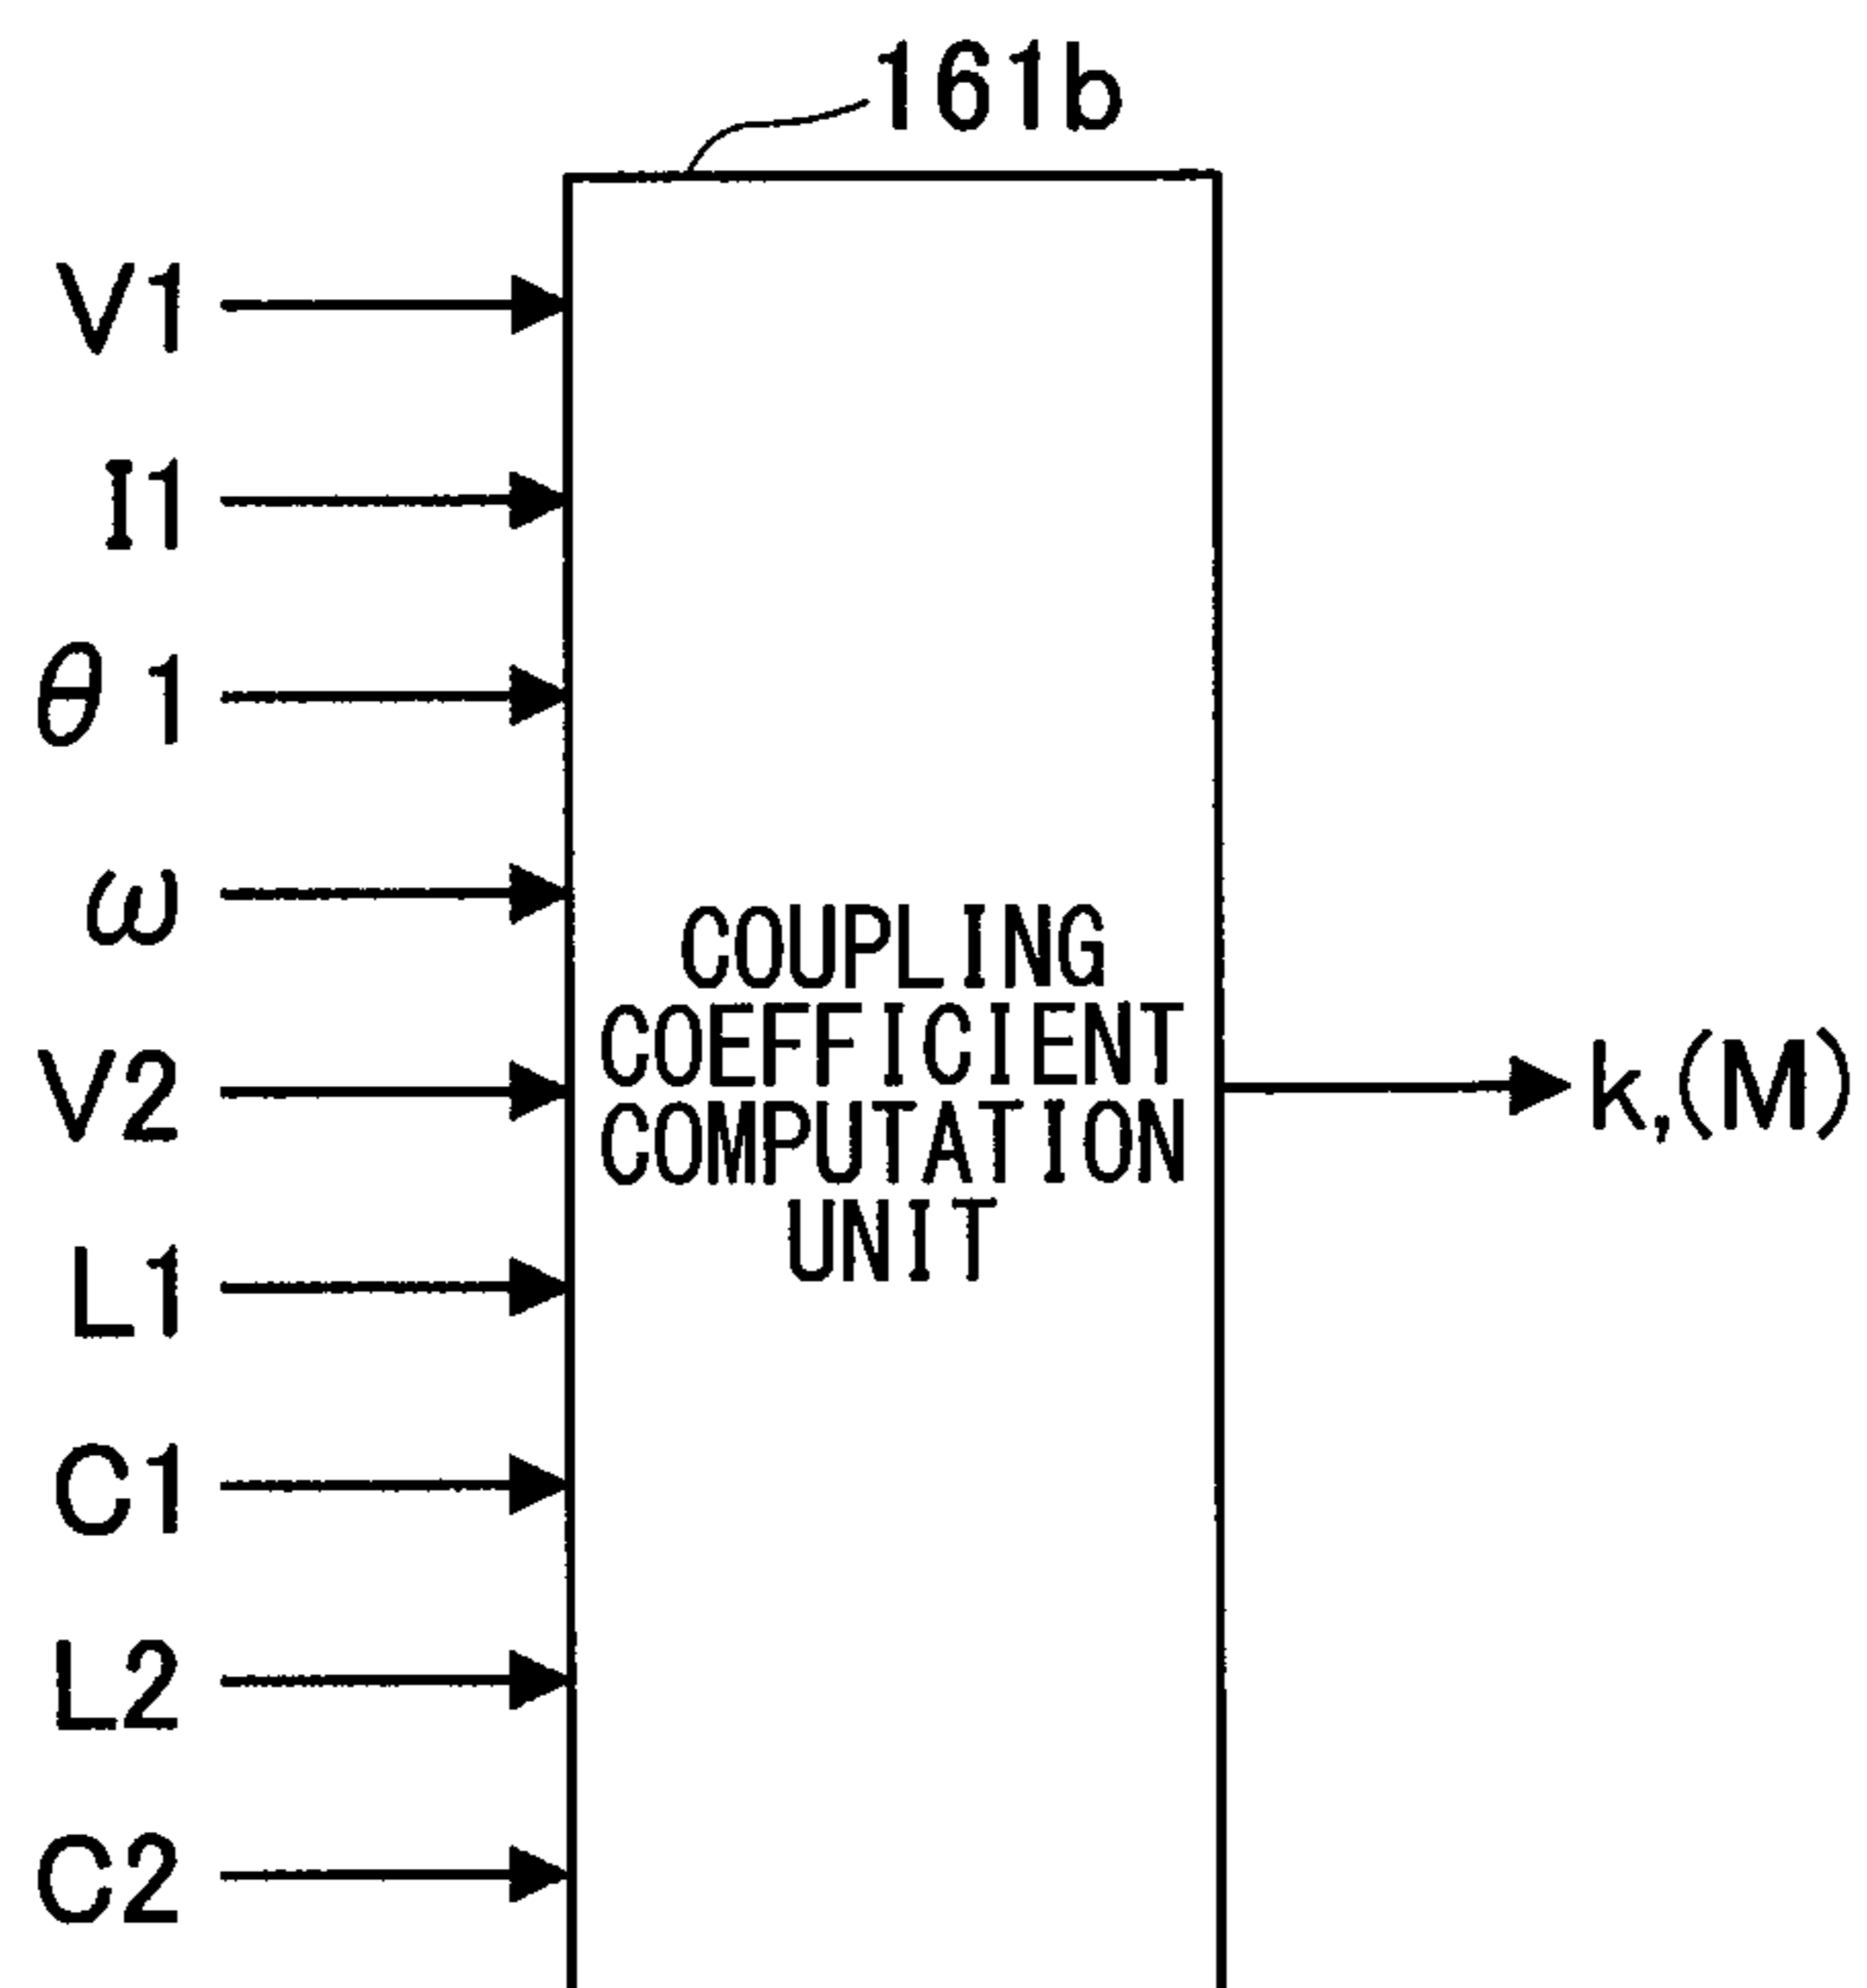 161b
V1
I1
θ1
ω
V2
L1
C1
L2
C2
COUPLING
COEFFICIENT
COMPUTATION
UNIT
k,(M)